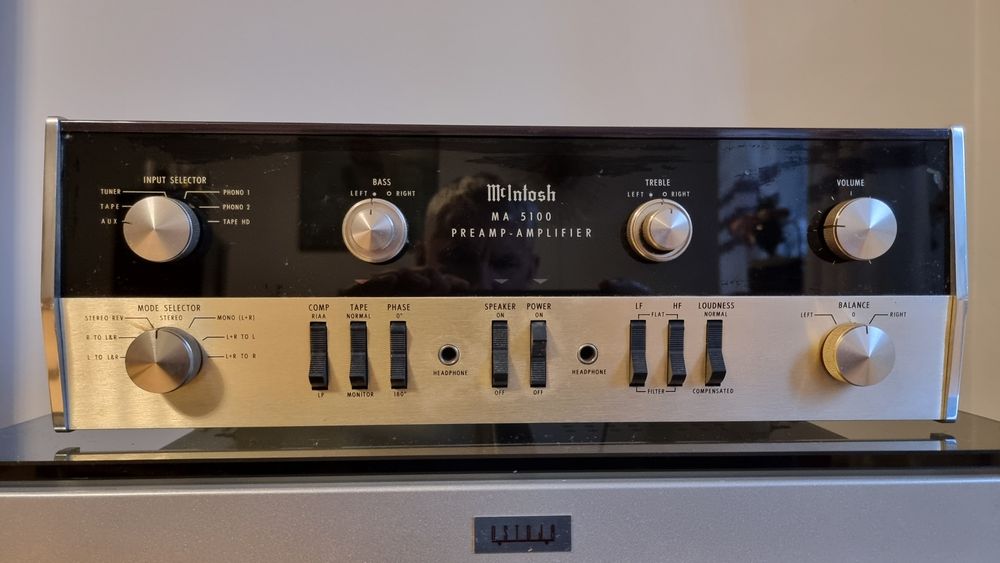 INPUT SELECTOR
TUNER
PHONO 1
TAPE
PHONO 2
AUX
TAPE HD
BASS
LEFT RIGHT
McIntosh
MA 5100
PREAMP-AMPLIFIER
TREBLE
LEFT RIGHT
VOLUME
MODE SELECTOR
STEREO REV
STEREO
MONO (L+R)
R TO L&R
L+R TO L
L TO L&R
L+R TO R
COMP
RIAA
LP
TAPE
NORMAL
MONITOR
PHASE
0°
180°
HEADPHONE
SPEAKER
ON
OFF
POWER
ON
OFF
HEADPHONE
LF
HF
FLAT
FILTER
LOUDNESS
NORMAL
COMPENSATED
BALANCE
LEFT
0
RIGHT